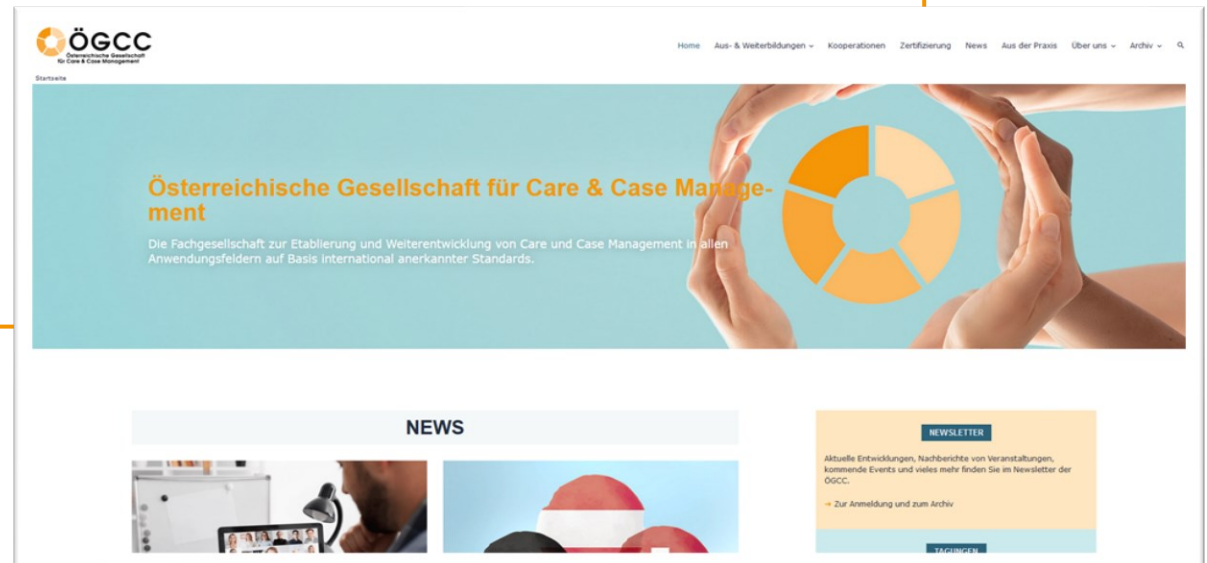 ÖGCC
Österreichische Gesellschaft
für Care & Case Management
Home Aus- & Weiterbildungen Kooperationen Zertifizierung News Aus der Praxis Über uns Archiv
Startseite
Österreichische Gesellschaft für Care & Case Manage-
ment
Die Fachgesellschaft zur Etablierung und Weiterentwicklung von Care und Case Management in allen
Anwendungsfeldern auf Basis international anerkannter Standards.
NEWS
NEWSLETTER
Aktuelle Entwicklungen, Nachberichte von Veranstaltungen,
kommende Events und vieles mehr finden Sie im Newsletter der
ÖGCC.
→ Zur Anmeldung und zum Archiv
TAGUNGEN